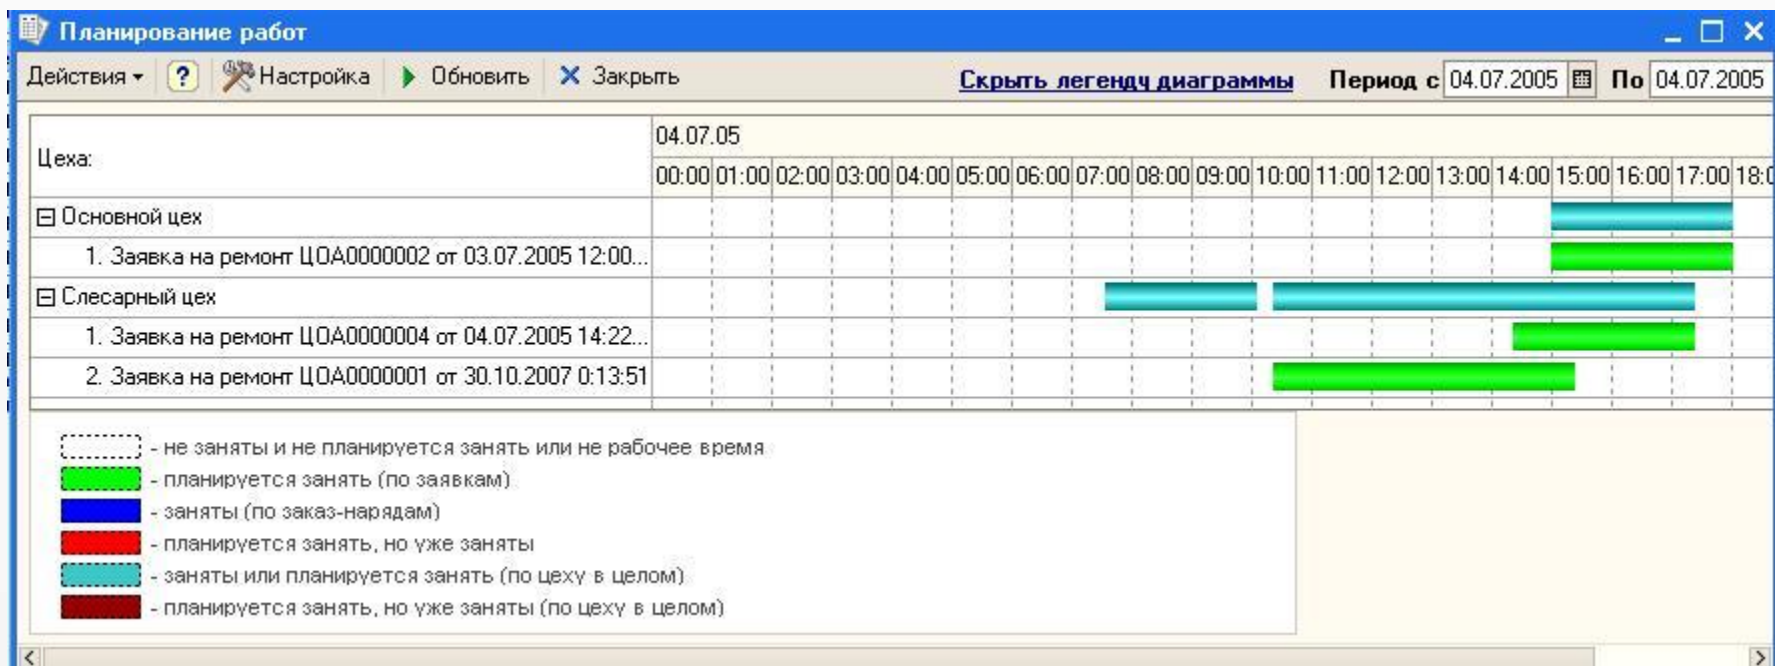 Планирование работ
Действия ? Настройка Обновить Закрыть Скрыть легенду диаграммы Период с 04.07.2005 По 04.07.2005
04.07.05
Цеха:
00:00 01:00 02:00 03:00 04:00 05:00 06:00 07:00 08:00 09:00 10:00 11:00 12:00 13:00 14:00 15:00 16:00 17:00 18:0
Основной цех
1. Заявка на ремонт ЦОА0000002 от 03.07.2005 12:00...
Слесарный цех
1. Заявка на ремонт ЦОА0000004 от 04.07.2005 14:22...
2. Заявка на ремонт ЦОА0000001 от 30.10.2007 0:13:51
- не заняты и не планируется занять или не рабочее время
- планируется занять (по заявкам)
- заняты (по заказ-нарядам)
- планируется занять, но уже заняты
- заняты или планируется занять (по цеху в целом)
- планируется занять, но уже заняты (по цеху в целом)